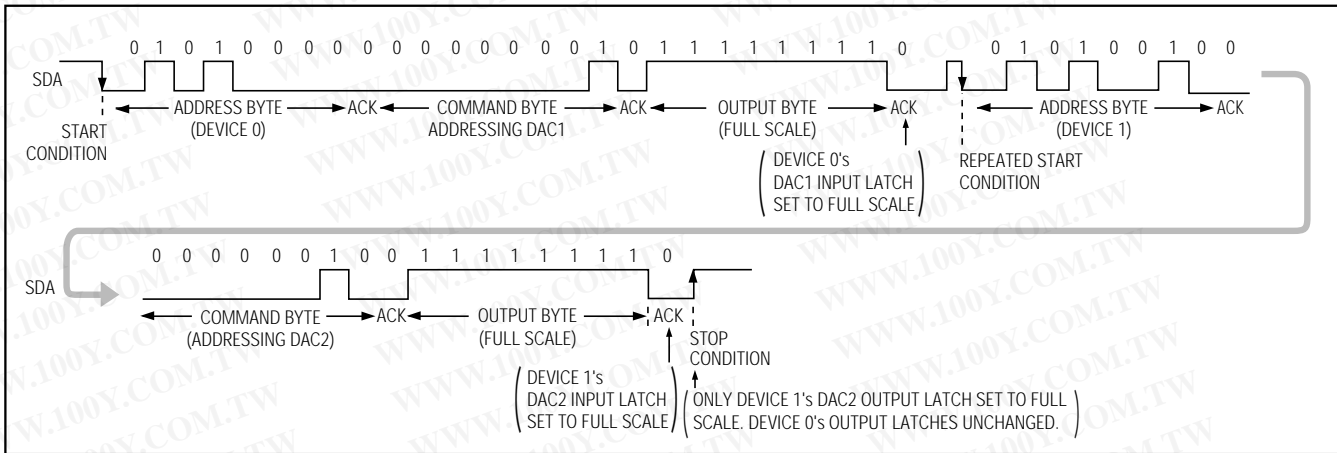 0 1 0 1 0 0 0 0 0 0 0 0 0 0 0 0 1 0 1 1 1 1 1 1 1 1 0 0 1 0 1 0 0 1 0 0
SDA
ADDRESS BYTE (DEVICE 0)
ACK
COMMAND BYTE ADDRESSING DAC1
ACK
OUTPUT BYTE (FULL SCALE)
ACK
ADDRESS BYTE (DEVICE 1)
ACK
START CONDITION
DEVICE 0's
DAC1 INPUT LATCH
SET TO FULL SCALE
REPEATED START
CONDITION
0 0 0 0 0 0 1 0 0 1 1 1 1 1 1 1 1 0
SDA
COMMAND BYTE (ADDRESSING DAC2)
ACK
OUTPUT BYTE (FULL SCALE)
ACK
STOP CONDITION
DEVICE 1's
DAC2 INPUT LATCH
SET TO FULL SCALE
ONLY DEVICE 1's DAC2 OUTPUT LATCH SET TO FULL
SCALE. DEVICE 0's OUTPUT LATCHES UNCHANGED.
WWW.100Y.COM.TW